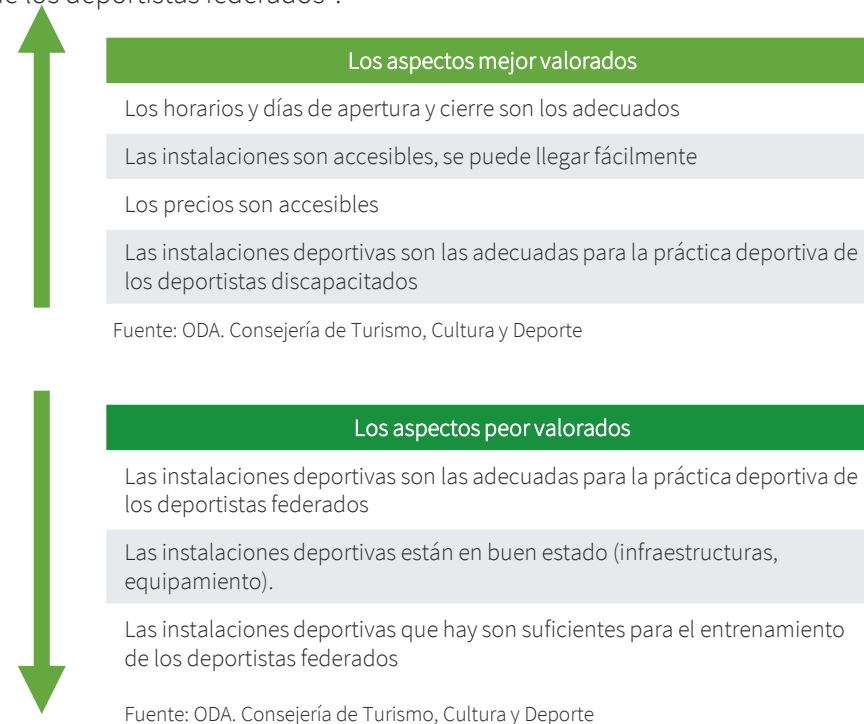 de los deportistas federados".
Los aspectos mejor valorados
Los horarios y días de apertura y cierre son los adecuados
Las instalaciones son accesibles, se puede llegar fácilmente
Los precios son accesibles
Las instalaciones deportivas son las adecuadas para la práctica deportiva de
los deportistas discapacitados
Fuente: ODA. Consejería de Turismo, Cultura y Deporte
Los aspectos peor valorados
Las instalaciones deportivas son las adecuadas para la práctica deportiva de
los deportistas federados
Las instalaciones deportivas están en buen estado (infraestructuras,
equipamiento).
Las instalaciones deportivas que hay son suficientes para el entrenamiento
de los deportistas federados
Fuente: ODA. Consejería de Turismo, Cultura y Deporte